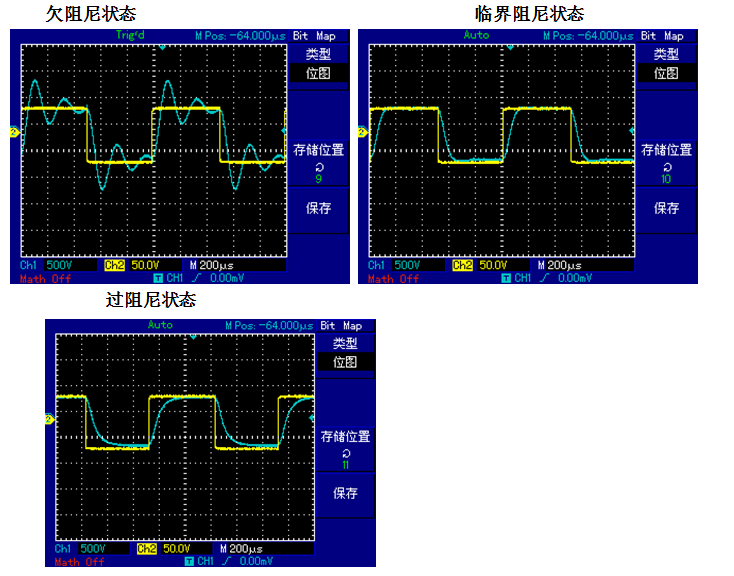 欠阻尼状态
临界阻尼状态
Trig'd M Pos: -64.000μs Bit Map
类型
位图
存储位置
9
保存
2
Ch1 500V Ch2 50.0V M 200μs
Math Off T CH1 0.00mV
Auto M Pos: -64.000μs Bit Map
类型
位图
存储位置
10
保存
2
Ch1 500V Ch2 50.0V M 200μs
Math Off T CH1 0.00mV
过阻尼状态
Auto M Pos: -64.000μs Bit Map
类型
位图
存储位置
11
保存
2
Ch1 500V Ch2 50.0V M 200μs
Math Off T CH1 0.00mV